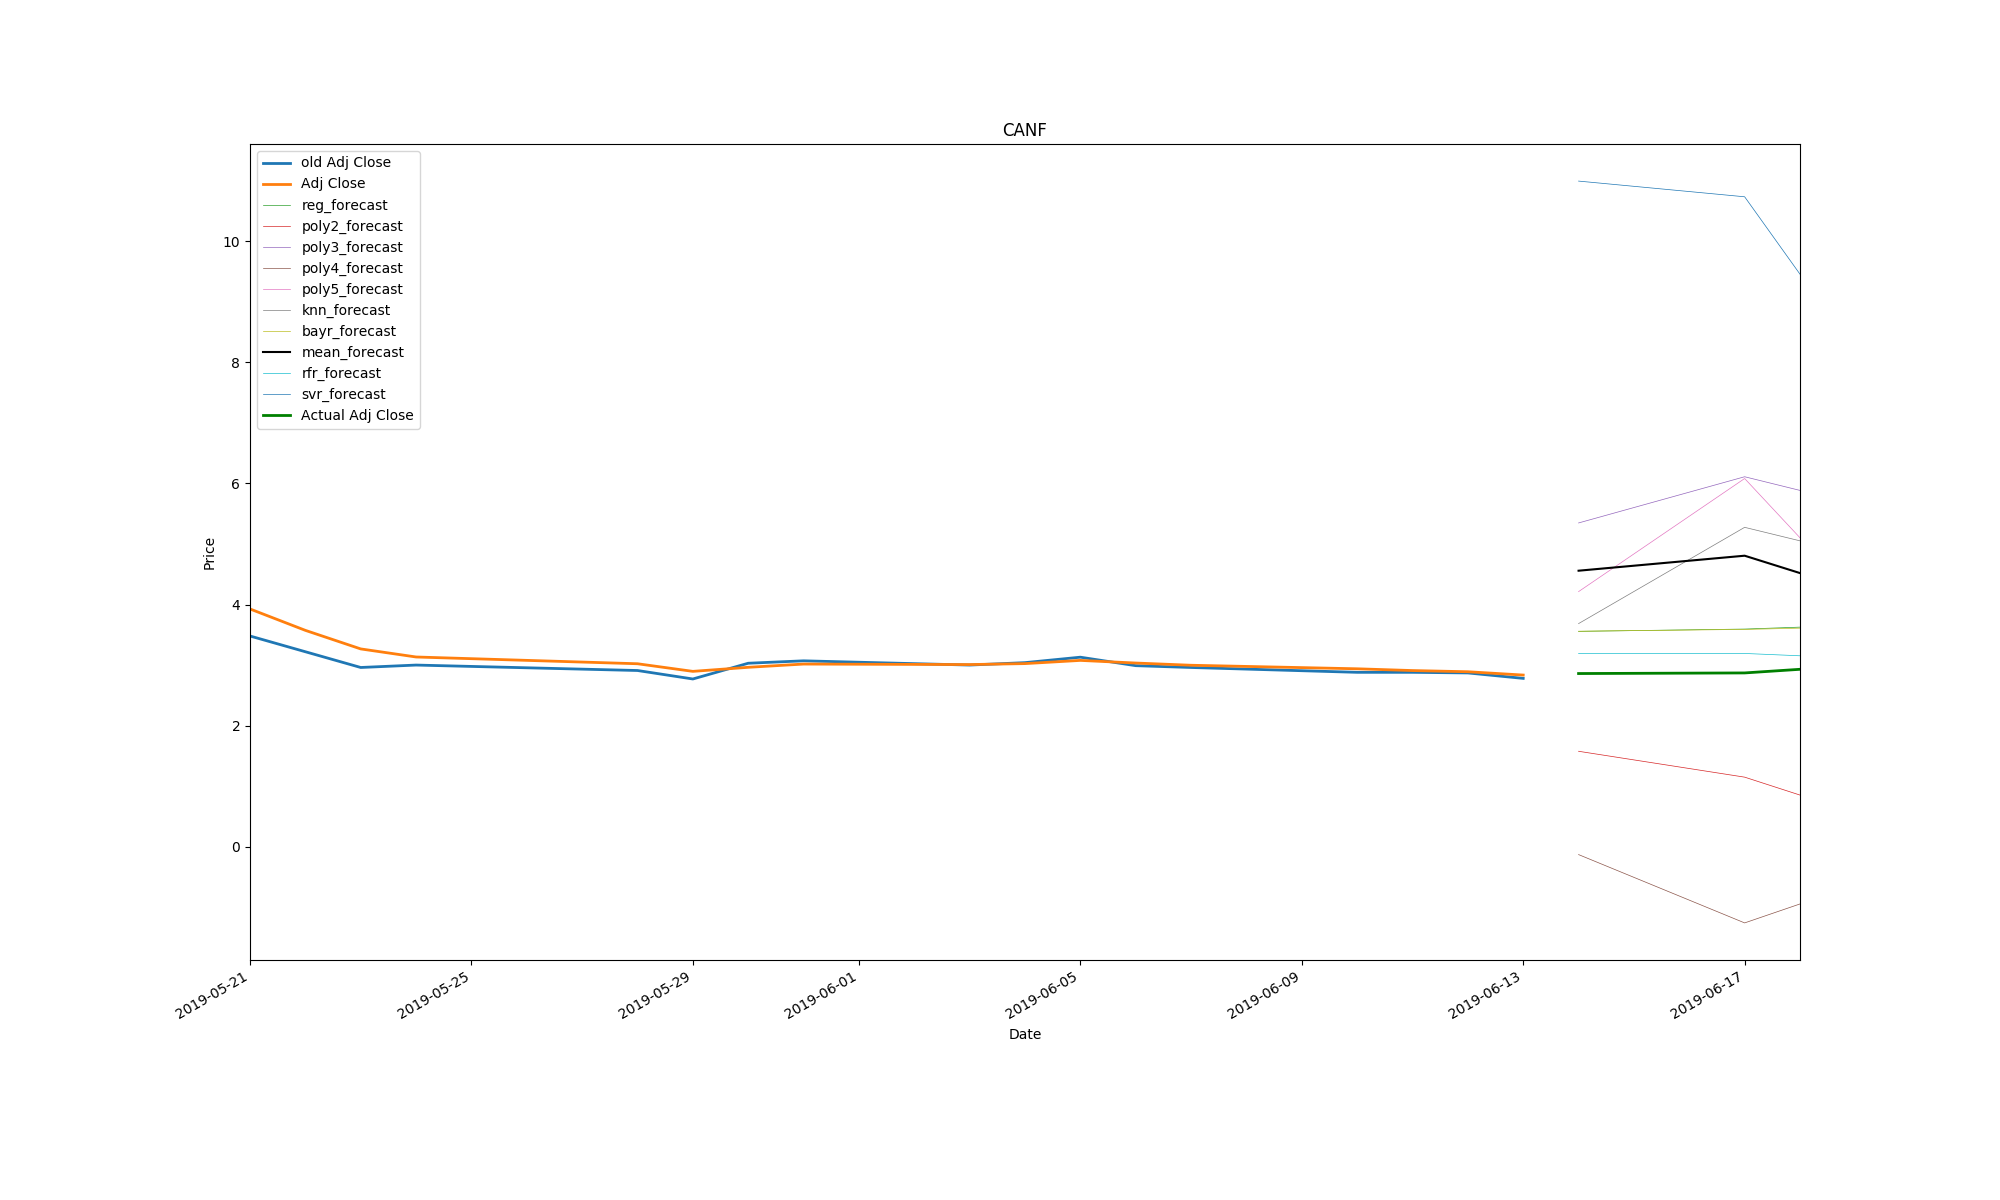 CANF
old Adj Close
Adj Close
reg_forecast
poly2_forecast
poly3_forecast
poly4_forecast
poly5_forecast
knn_forecast
bayr_forecast
mean_forecast
rfr_forecast
svr_forecast
Actual Adj Close
10
8
6
4
2
0
Price
2019-05-21
2019-05-25
2019-05-29
2019-06-01
2019-06-05
2019-06-09
2019-06-13
2019-06-17
Date